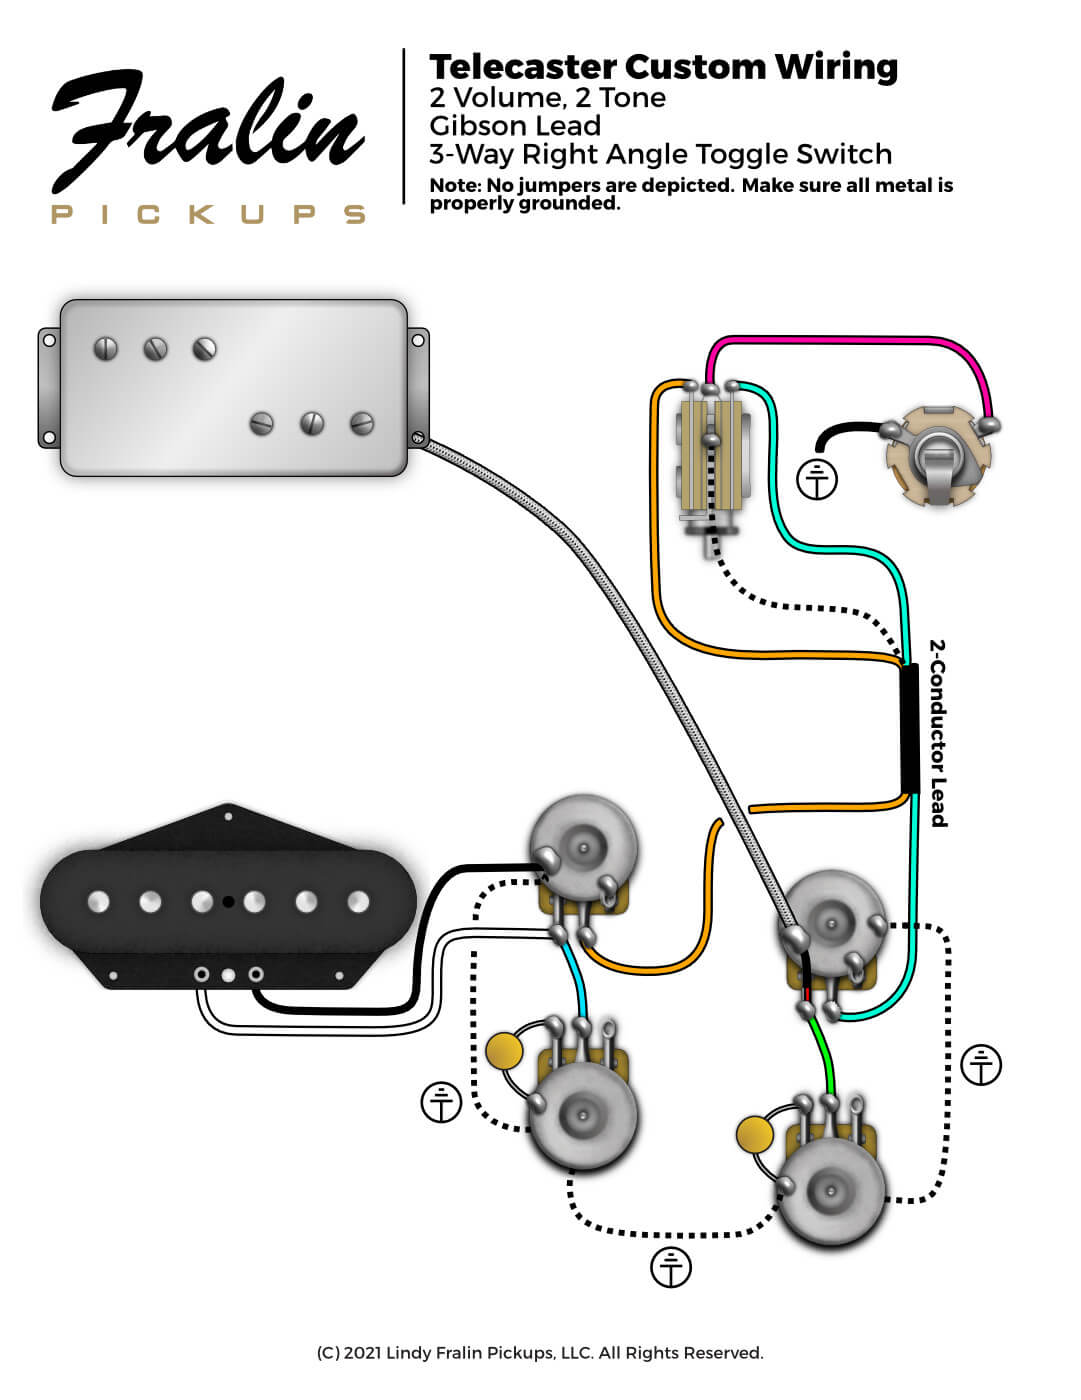 Fralin
PICKUPS
Telecaster Custom Wiring
2 Volume, 2 Tone
Gibson Lead
3-Way Right Angle Toggle Switch
Note: No jumpers are depicted. Make sure all metal is
properly grounded.
2-Conductor Lead
(C) 2021 Lindy Fralin Pickups, LLC. All Rights Reserved.